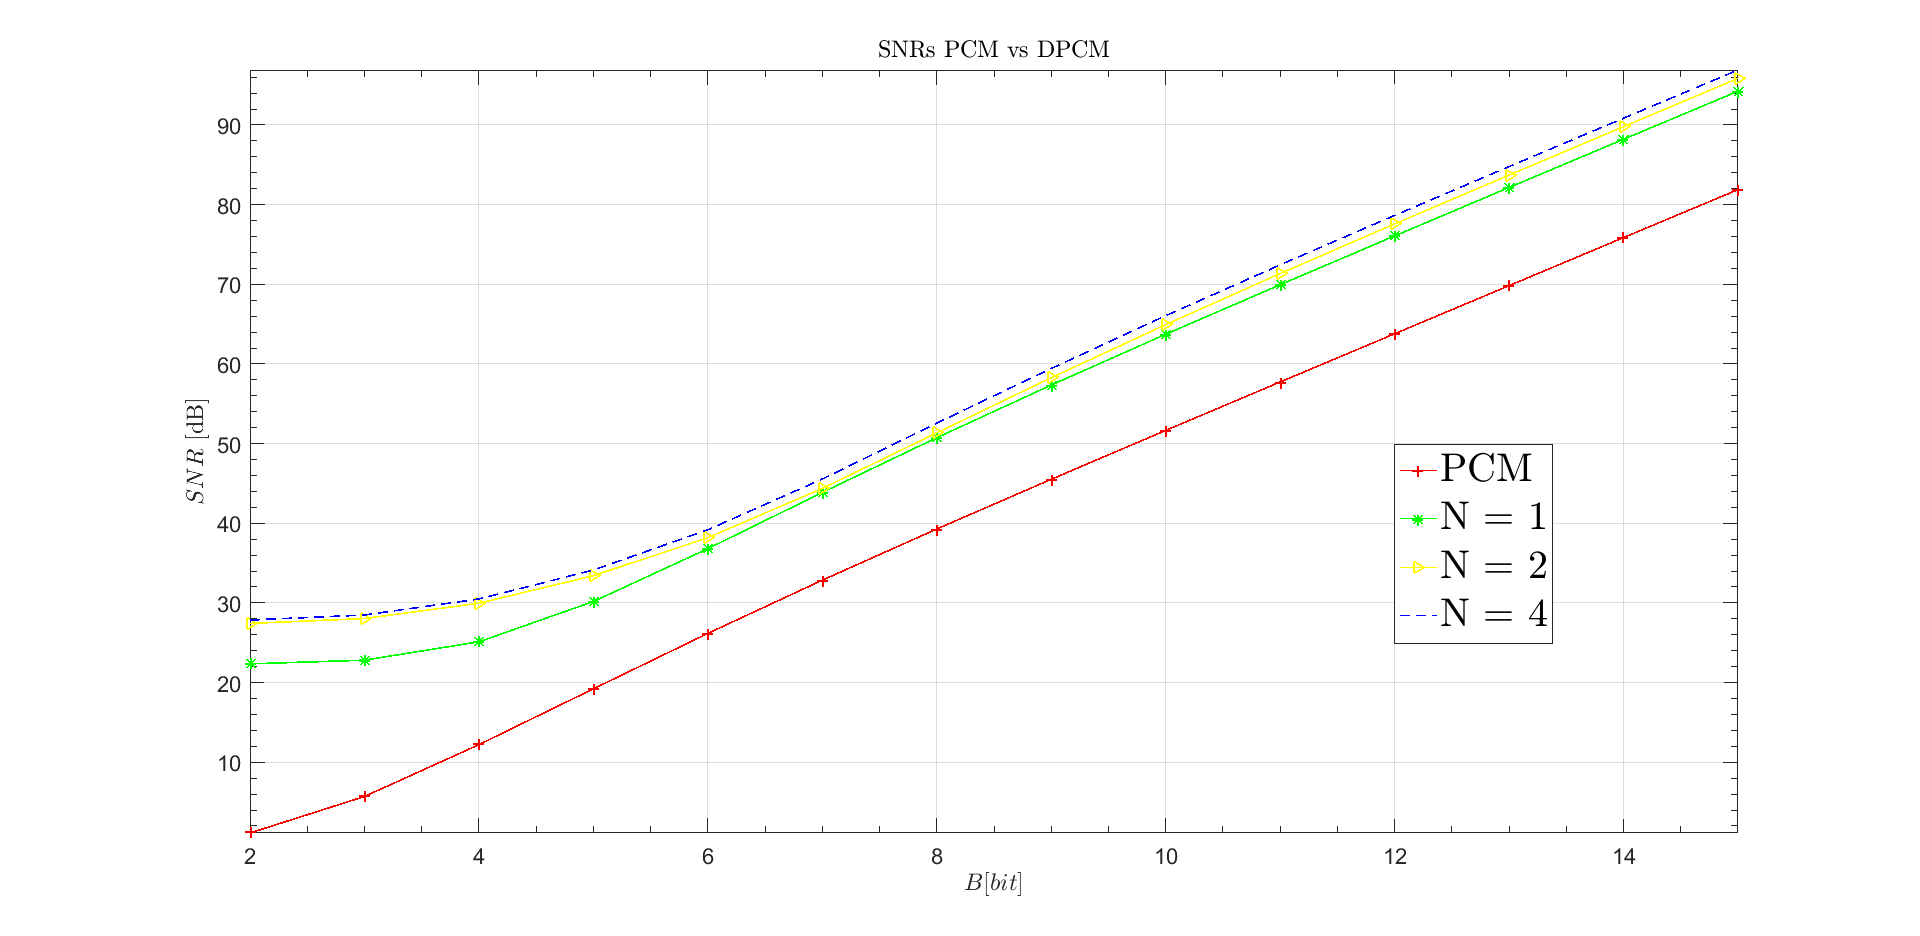 SNRs PCM vs DPCM
90
80
70
60
50
40
30
20
10
SNR [dB]
PCM
N = 1
N = 2
N = 4
2 4 6 8 10 12 14
B[bit]